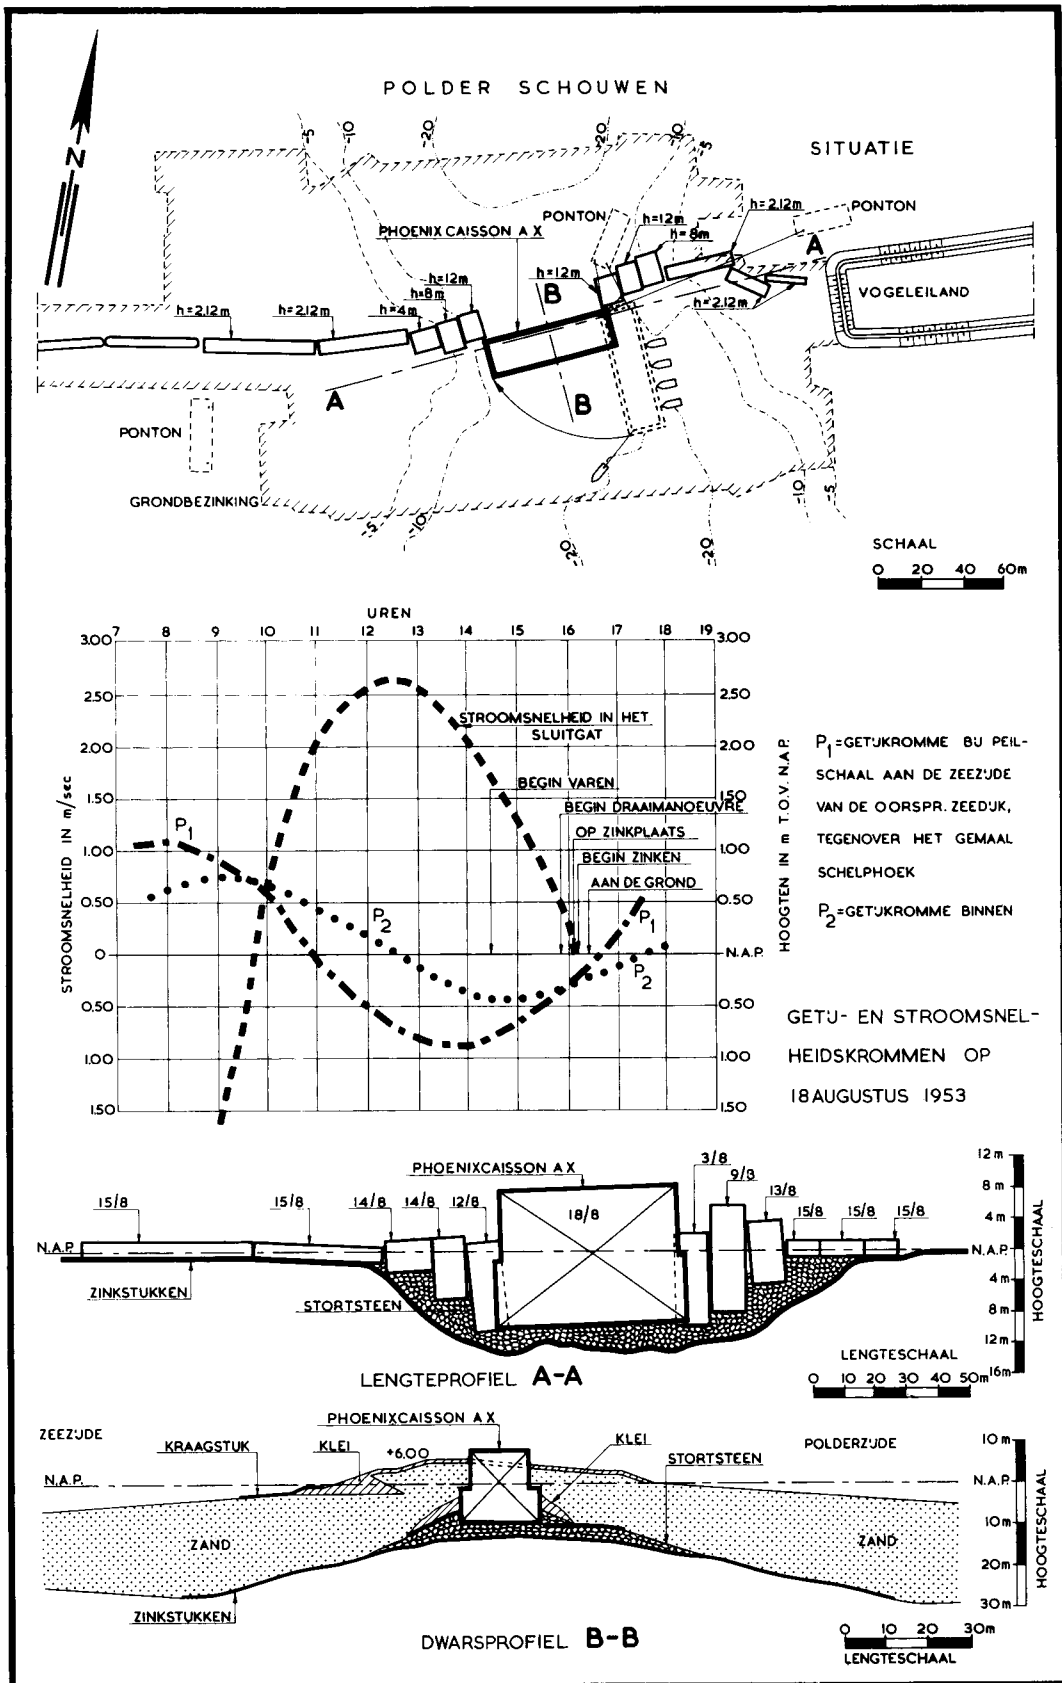 POLDER SCHOUWEN
N
-5
-10
-20
-20
-10
-5
SITUATIE
PONTON
h=12m
h=8m
h=2.12m
PONTON
PHOENIX CAISSON A X
A
h=12m
h=12m
h=8m
h=4m
B
h=2.12m
h=2.12m
h=2.12m
VOGELEILAND
A
B
PONTON
GRONDBEZINKING
-5
-10
-20
-20
-10
-5
SCHAAL
0 20 40 60m
UREN
7 8 9 10 11 12 13 14 15 16 17 18 19
3.00
2.50
2.00
1.50
1.00
0.50
0
0.50
1.00
1.50
STROOMSNELHEID IN m/sec
3.00
2.50
2.00
1.50
1.00
0.50
N.A.P.
0.50
1.00
1.50
HOOGTEN IN m T.O.V. N.A.P.
STROOMSNELHEID IN HET
SLUITGAT
BEGIN VAREN
BEGIN DRAAIMANOEUVRE
OP ZINKPLAATS
BEGIN ZINKEN
AAN DE GROND
P1
P2
P1
P2
P1=GETIJKROMME BIJ PEIL-
SCHAAL AAN DE ZEEZIJDE
VAN DE OORSPR. ZEEDIJK,
TEGENOVER HET GEMAAL
SCHELPHOEK
P2=GETIJKROMME BINNEN
GETIJ- EN STROOMSNEL-
HEIDSKROMMEN OP
18 AUGUSTUS 1953
PHOENIXCAISSON A X
15/8
15/8
14/8
14/8
12/8
18/8
3/8
9/8
13/8
15/8
15/8
15/8
N.A.P.
ZINKSTUKKEN
STORTSTEEN
12m
8m
4m
N.A.P.
4m
8m
12m
16m
HOOGTESCHAAL
LENGTEPROFIEL A-A
LENGTESCHAAL
0 10 20 30 40 50m
ZEEZIJDE
PHOENIXCAISSON A X
KRAAGSTUK
KLEI
+6.00
KLEI
STORTSTEEN
POLDERZIJDE
N.A.P.
ZAND
ZAND
ZINKSTUKKEN
10m
N.A.P.
10m
20m
30m
HOOGTESCHAAL
DWARSPROFIEL B-B
0 10 20 30m
LENGTESCHAAL